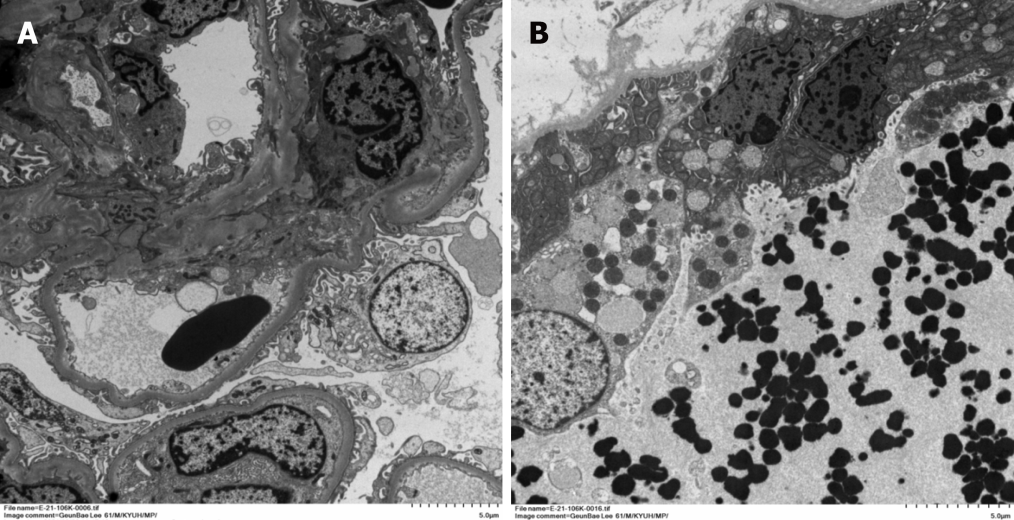 A
B
File name=E-21-106K-0006.tif
Image comment=GeunBae Lee 61/M/KYUH/MP/
5.0µm
File name=E-21-106K-0016.tif
Image comment=GeunBae Lee 61/M/KYUH/MP/
5.0µm